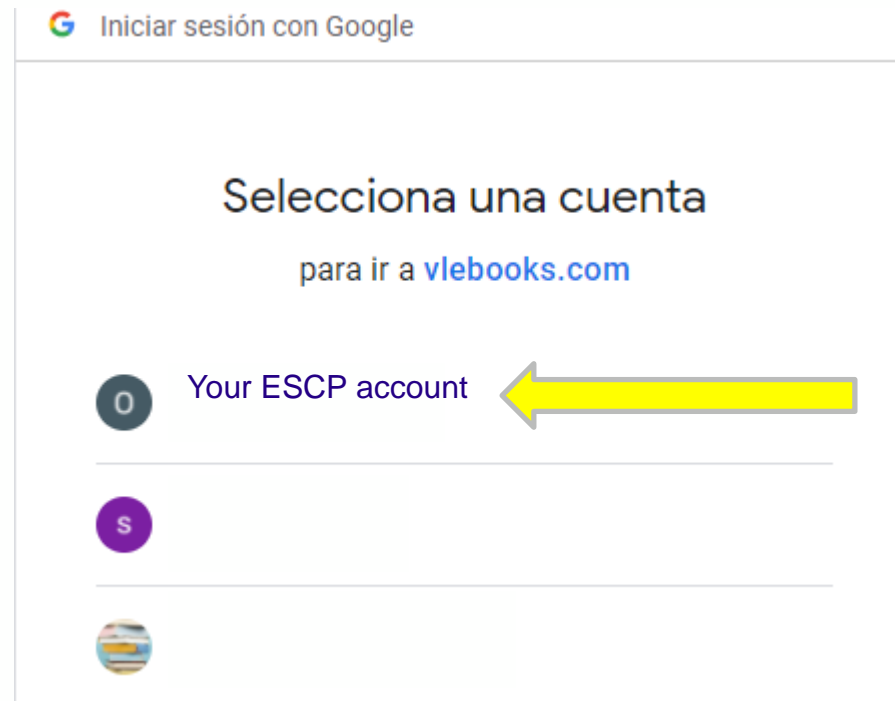 Iniciar sesión con Google
Selecciona una cuenta
para ir a vlebooks.com
O Your ESCP account
S